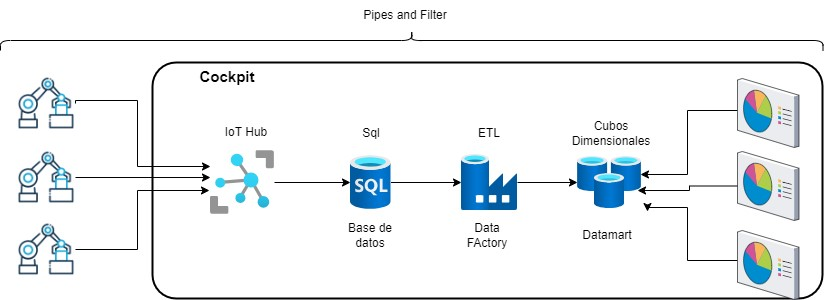 Pipes and Filter
Cockpit
IoT Hub
Sql
ETL
Cubos
Dimensionales
SQL
Base de
datos
Data
FActory
Datamart